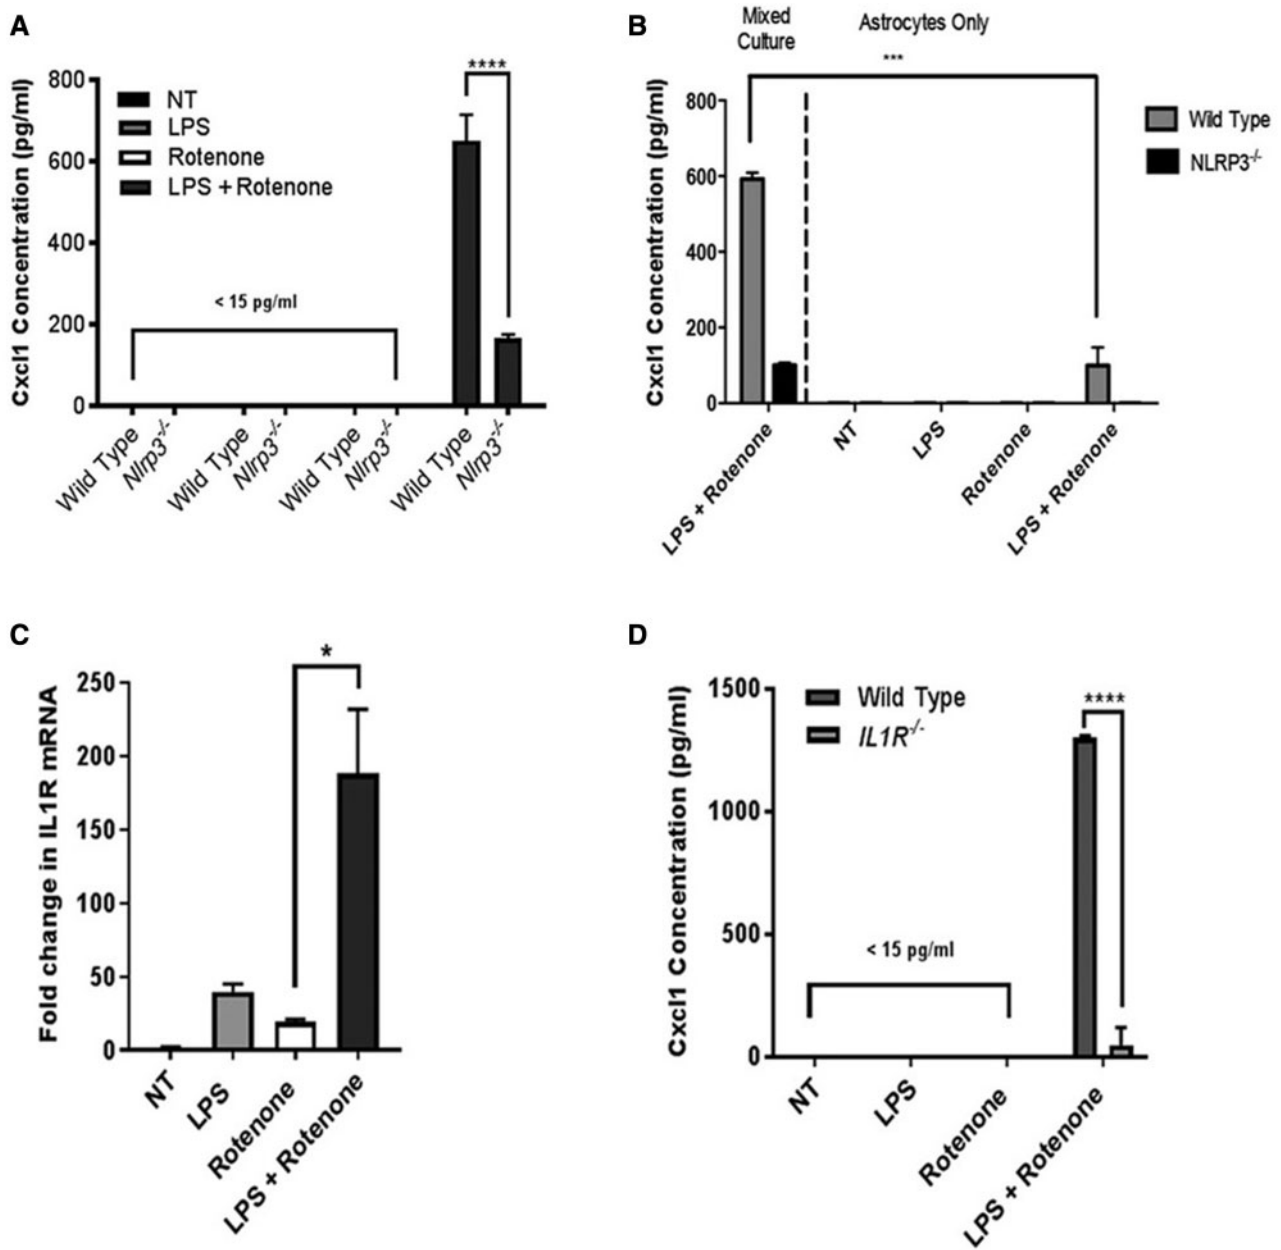 A
Cxcl1 Concentration (pg/ml)
800
600
400
200
0
NT
LPS
Rotenone
LPS + Rotenone
****
< 15 pg/ml
Wild Type
Nlrp3-/-
Wild Type
Nlrp3-/-
Wild Type
Nlrp3-/-
Wild Type
Nlrp3-/-
B
Mixed
Culture
Astrocytes Only
***
Cxcl1 Concentration (pg/ml)
800
600
400
200
0
Wild Type
NLRP3-/-
LPS + Rotenone
NT
LPS
Rotenone
LPS + Rotenone
C
Fold change in IL1R mRNA
250
200
150
100
50
0
*
NT
LPS
Rotenone
LPS + Rotenone
D
Cxcl1 Concentration (pg/ml)
1500
1000
500
0
Wild Type
IL1R-/-
****
< 15 pg/ml
NT
LPS
Rotenone
LPS + Rotenone